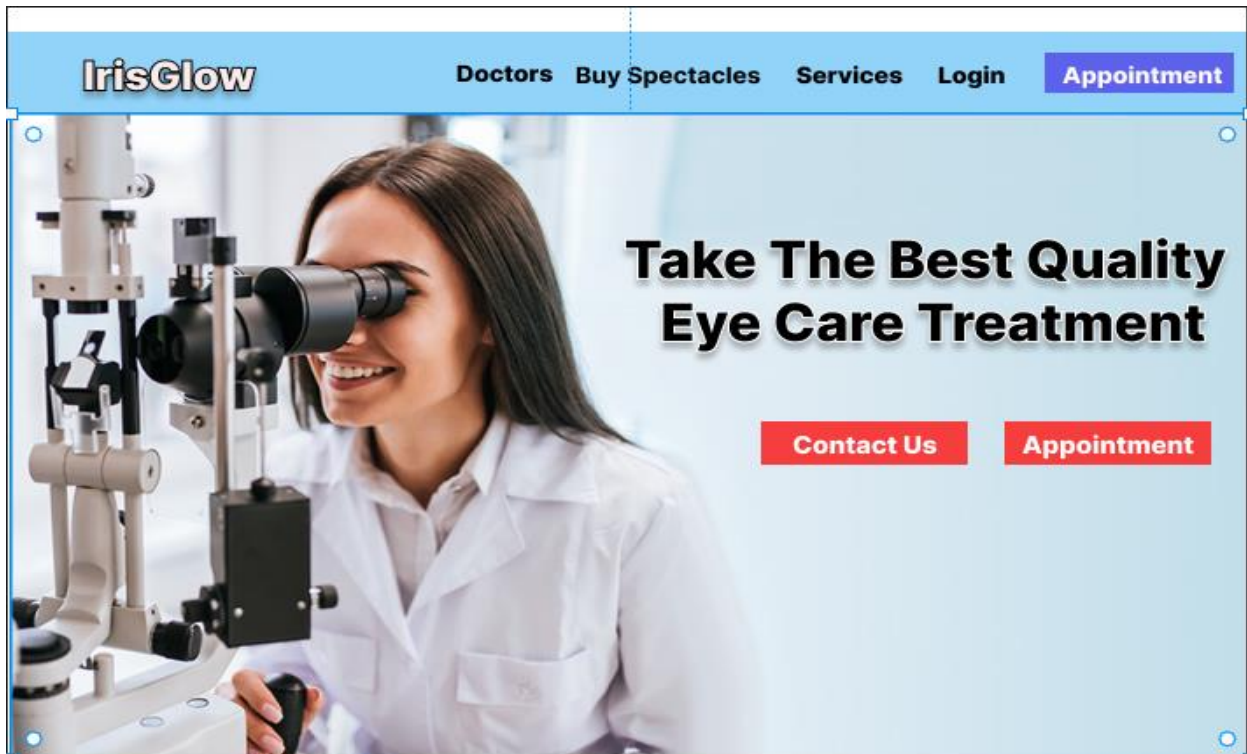 IrisGlow Doctors Buy Spectacles Services Login Appointment
Take The Best Quality
Eye Care Treatment
Contact Us Appointment